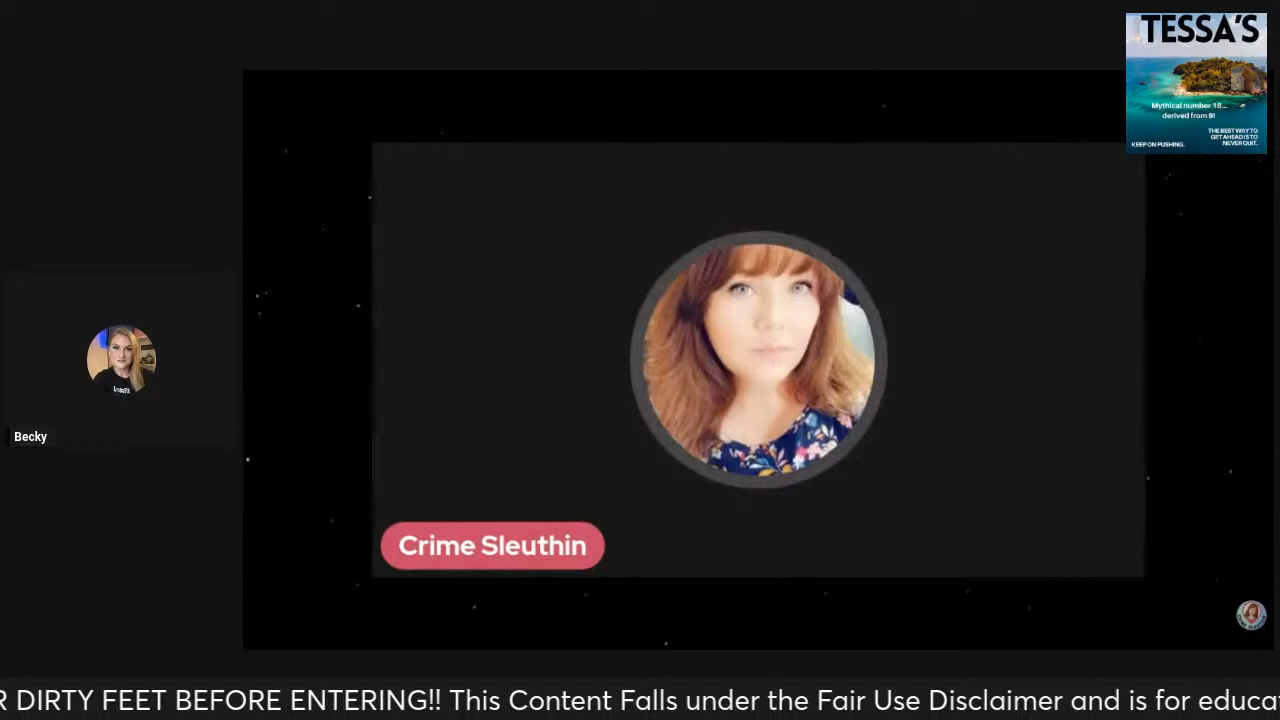 TESSA'S
Mythical number 18...
derived from 9!
THE BEST WAY TO
GET AHEAD IS TO
NEVER QUIT.
KEEP ON PUSHING.
Becky
Crime Sleuthin
R DIRTY FEET BEFORE ENTERING!! This Content Falls under the Fair Use Disclaimer and is for educa